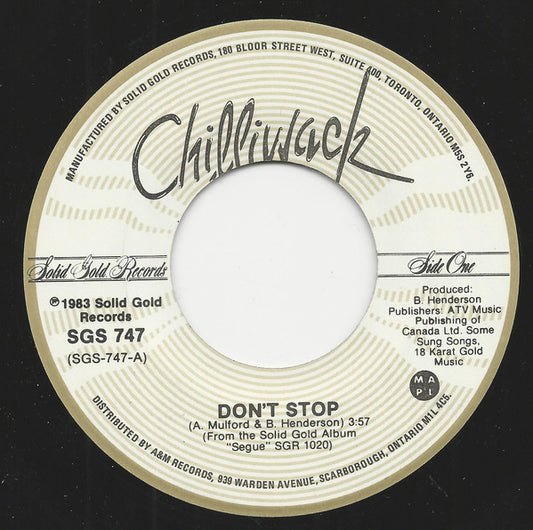 MANUFACTURED BY SOLID GOLD RECORDS, 180 BLOOR STREET WEST, SUITE 400, TORONTO, ONTARIO M5S 2Y6.
Chilliwack
Solid Gold Records
Side One
℗1983 Solid Gold
Records
SGS 747
(SGS-747-A)
Produced:
B. Henderson
Publishers: ATV Music
Publishing of
Canada Ltd. Some
Sung Songs,
18 Karat Gold
Music
M A
P L
DON'T STOP
(A. Mulford & B. Henderson) 3:57
(From the Solid Gold Album
"Segue" SGR 1020)
DISTRIBUTED BY A&M RECORDS, 939 WARDEN AVENUE, SCARBOROUGH, ONTARIO M1L 4C5.